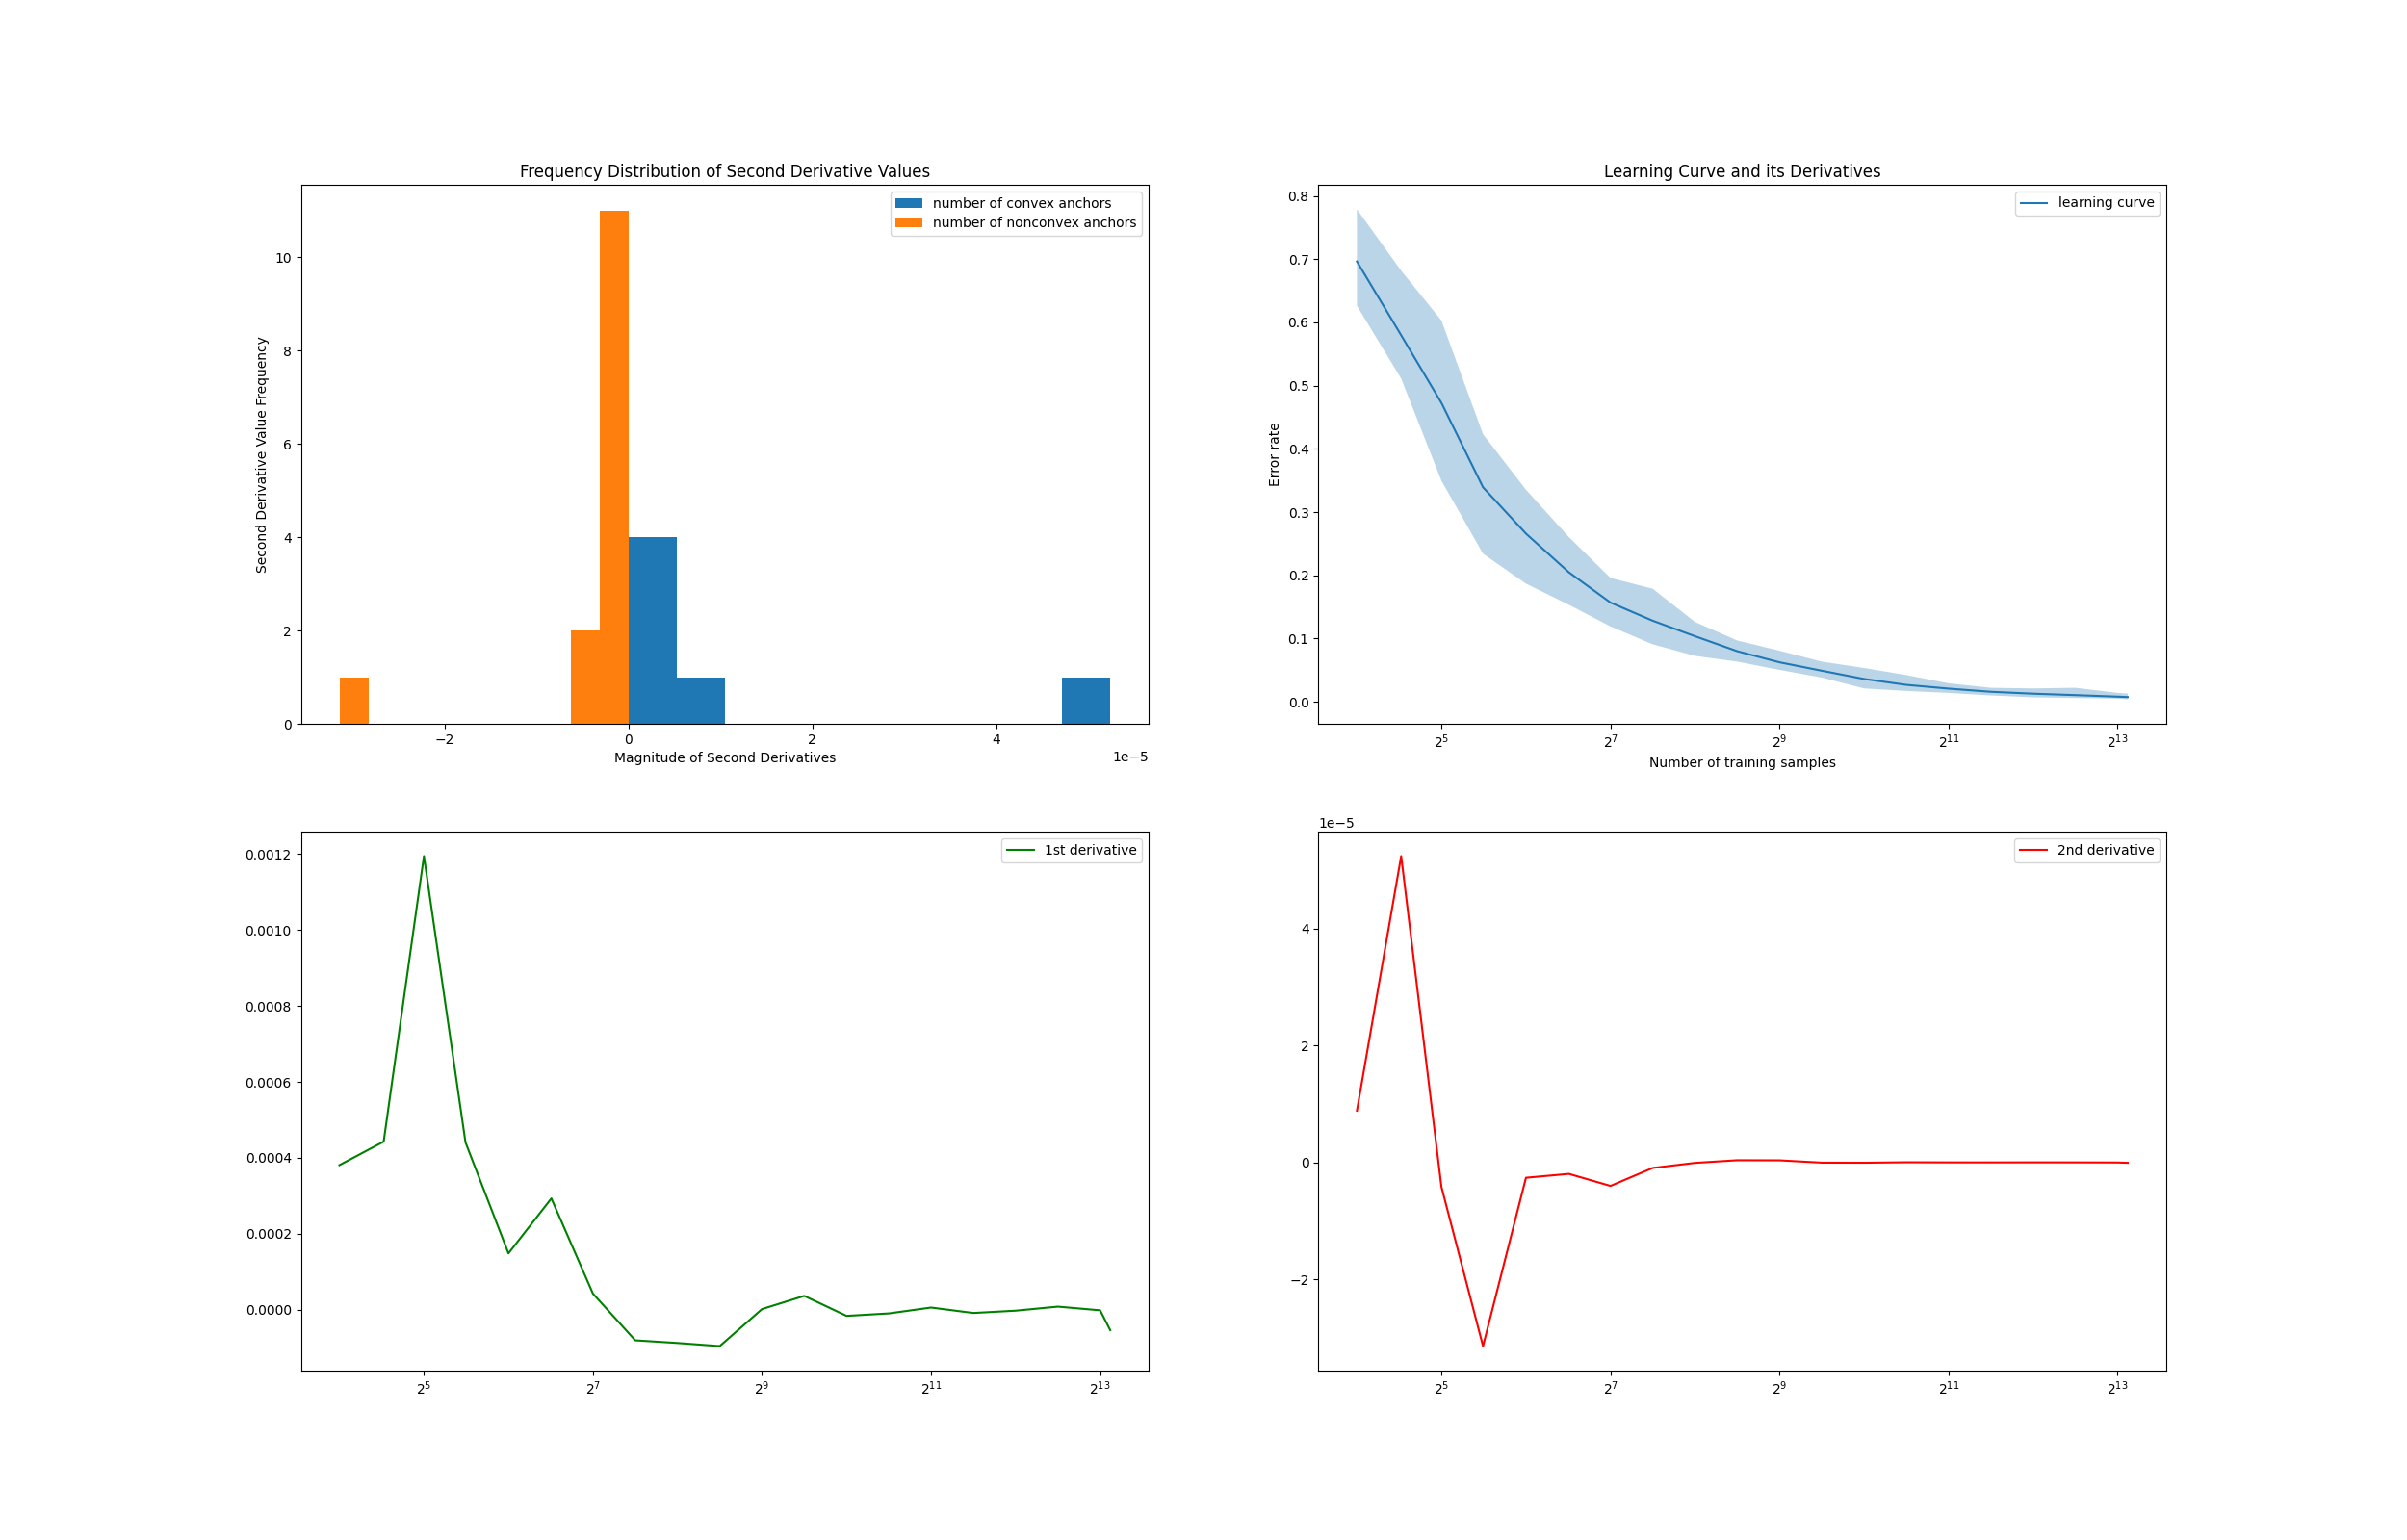 Frequency Distribution of Second Derivative Values
number of convex anchors
number of nonconvex anchors
10
8
6
4
2
0
Second Derivative Value Frequency
−2 0 2 4
1e−5
Magnitude of Second Derivatives
Learning Curve and its Derivatives
learning curve
0.8
0.7
0.6
0.5
0.4
0.3
0.2
0.1
0.0
Error rate
2^5 2^7 2^9 2^11 2^13
Number of training samples
1st derivative
0.0012
0.0010
0.0008
0.0006
0.0004
0.0002
0.0000
2^5 2^7 2^9 2^11 2^13
1e−5
2nd derivative
4
2
0
−2
2^5 2^7 2^9 2^11 2^13